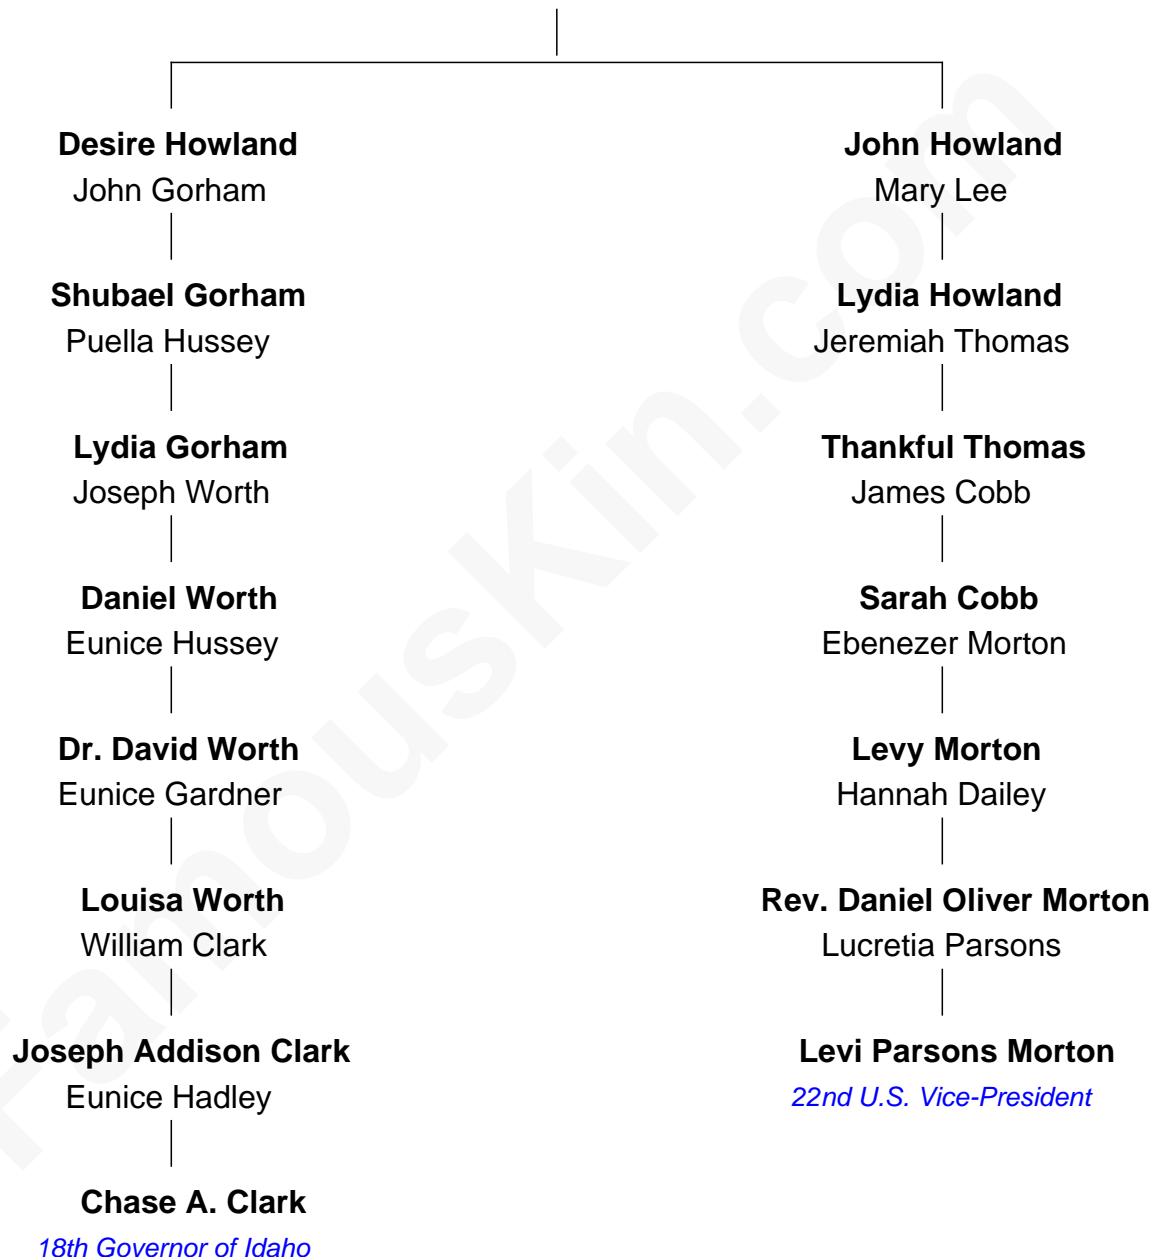 Desire Howland
John Gorham
Shubael Gorham
Puella Hussey
Lydia Gorham
Joseph Worth
Daniel Worth
Eunice Hussey
Dr. David Worth
Eunice Gardner
Louisa Worth
William Clark
Joseph Addison Clark
Eunice Hadley
Chase A. Clark
18th Governor of Idaho
John Howland
Mary Lee
Lydia Howland
Jeremiah Thomas
Thankful Thomas
James Cobb
Sarah Cobb
Ebenezer Morton
Levy Morton
Hannah Dailey
Rev. Daniel Oliver Morton
Lucretia Parsons
Levi Parsons Morton
22nd U.S. Vice-President
FamousKin.com